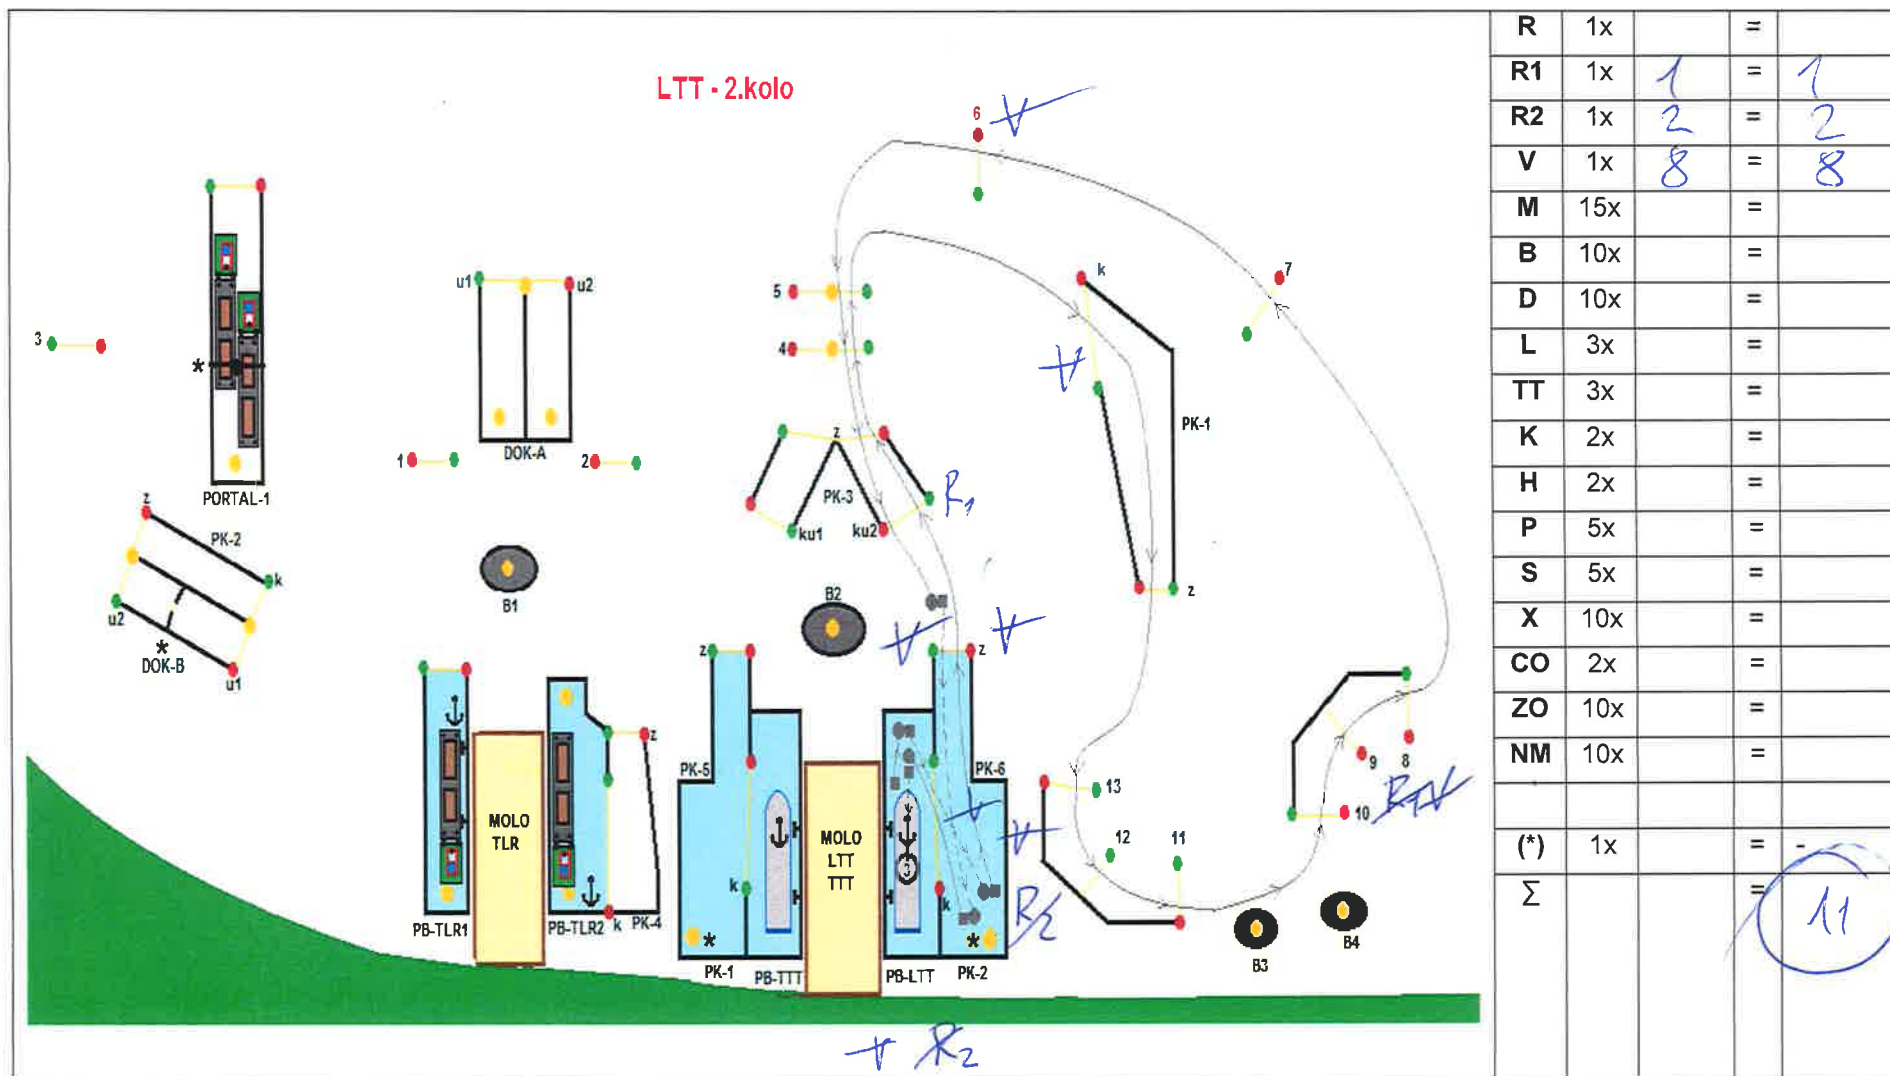 LTT - 2.kolo
6 V
7
u1 u2
k
3
5
4
V
*
PORTAL-1
DOK-A
z
PK-1
1
2
PK-3
R1
ku1 ku2
z
PK-2
k
u2
*
DOK-B
u1
B1
B2
z
V V
z
z
z
PK-5
PK-6
13
9 8
10
V
V
12 11
MOLO
TLR
MOLO
LTT
TTT
3
k
k
R2
PB-TLR1
PB-TLR2
k
PK-4
*
*
PK-1
PB-TTT
PB-LTT
PK-2
B3
B4
V R2
R 1x =
R1 1x 1 = 1
R2 1x 2 = 2
V 1x 8 = 8
M 15x =
B 10x =
D 10x =
L 3x =
TT 3x =
K 2x =
H 2x =
P 5x =
S 5x =
X 10x =
CO 2x =
ZO 10x =
NM 10x =
(*) 1x = -
Σ = 11